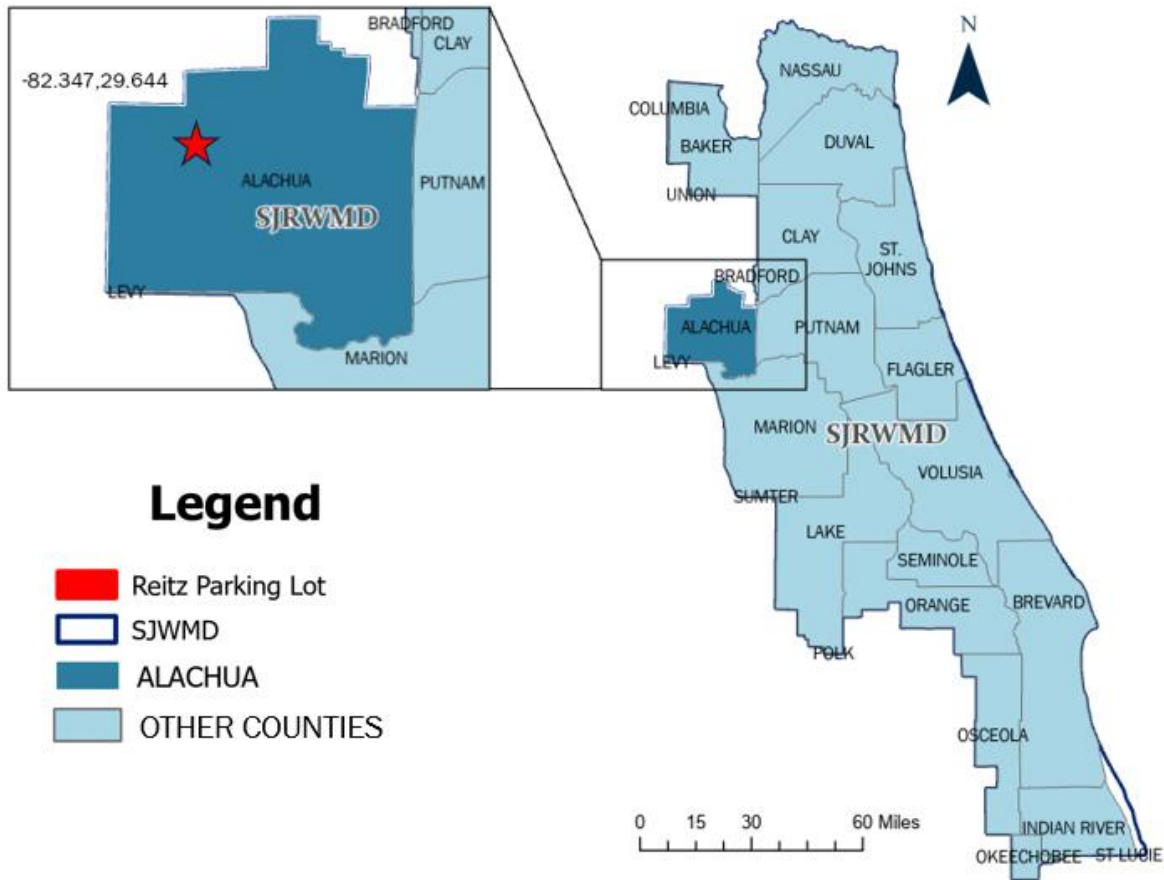 BRADFORD
CLAY
-82.347,29.644
ALACHUA
PUTNAM
SJRWMD
LEVY
MARION
N
NASSAU
COLUMBIA
DUVAL
BAKER
UNION
CLAY
ST.
JOHNS
BRADFORD
ALACHUA
PUTNAM
LEVY
FLAGLER
MARION
SJRWMD
VOLUSIA
SUMTER
LAKE
SEMINOLE
ORANGE
BREVARD
POLK
OSCEOLA
INDIAN RIVER
OKEECHOBEE
ST LUCIE
Legend
Reitz Parking Lot
SJWMD
ALACHUA
OTHER COUNTIES
0 15 30 60 Miles